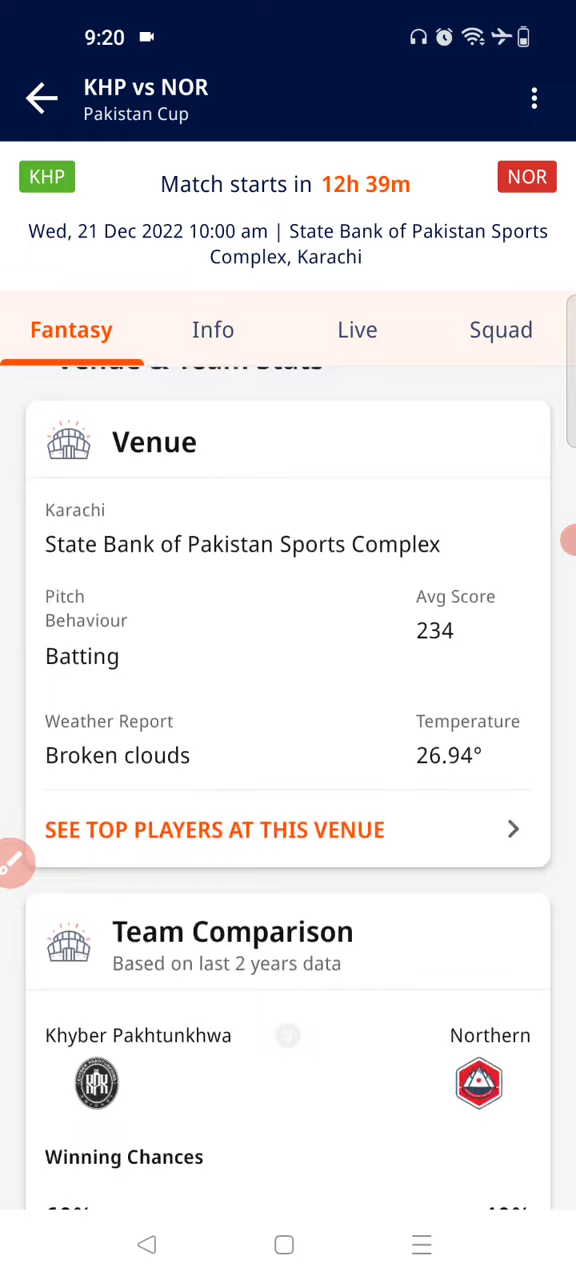 9:20
KHP vs NOR
Pakistan Cup
KHP
Match starts in 12h 39m
NOR
Wed, 21 Dec 2022 10:00 am | State Bank of Pakistan Sports
Complex, Karachi
Fantasy Info Live Squad
Venue & Team Stats
Venue
Karachi
State Bank of Pakistan Sports Complex
Pitch
Behaviour
Avg Score
234
Batting
Weather Report Temperature
Broken clouds 26.94°
SEE TOP PLAYERS AT THIS VENUE
Team Comparison
Based on last 2 years data
Khyber Pakhtunkhwa Northern
KPK
Winning Chances